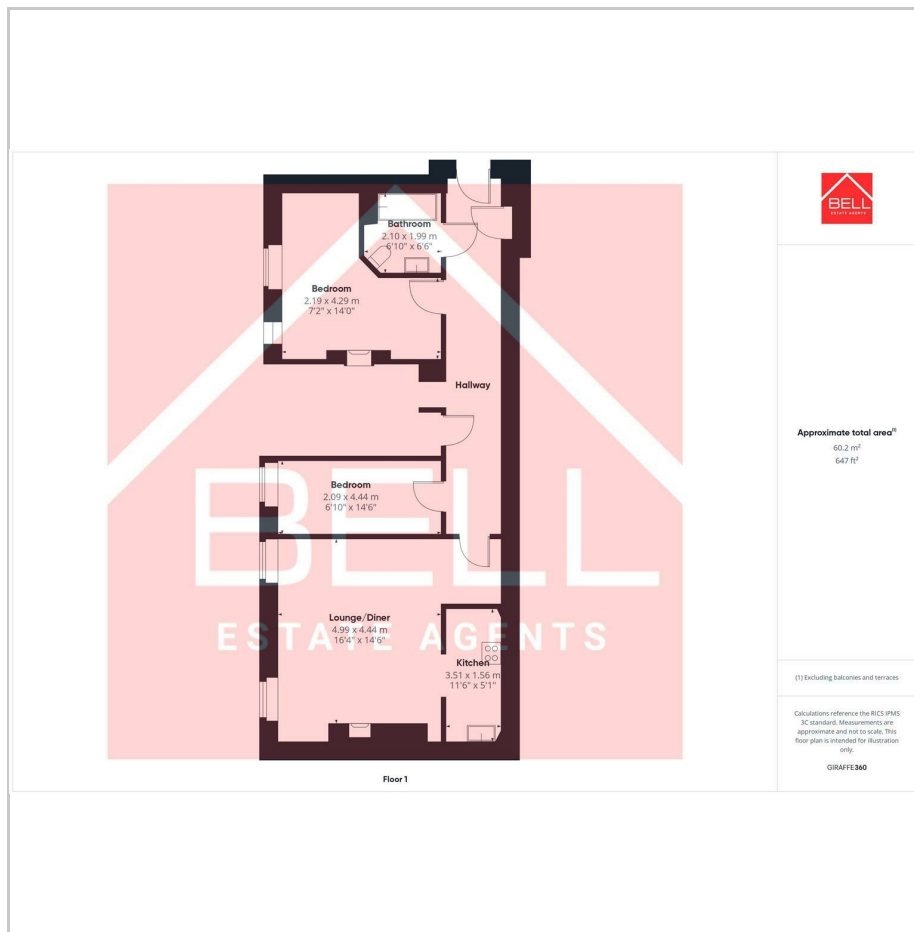 Bathroom
2.10 x 1.99 m
6'10" x 6'6"
Bedroom
2.19 x 4.29 m
7'2" x 14'0"
Hallway
Bedroom
2.09 x 4.44 m
6'10" x 14'6"
BELL
ESTATE AGENTS
Lounge/Diner
4.99 x 4.44 m
16'4" x 14'6"
Kitchen
3.51 x 1.56 m
11'6" x 5'1"
Floor 1
BELL
ESTATE AGENTS
Approximate total area(1)
60.2 m²
647 ft²
(1) Excluding balconies and terraces
Calculations reference the RICS IPMS
3C standard. Measurements are
approximate and not to scale. This
floor plan is intended for illustration
only.
GIRAFFE360